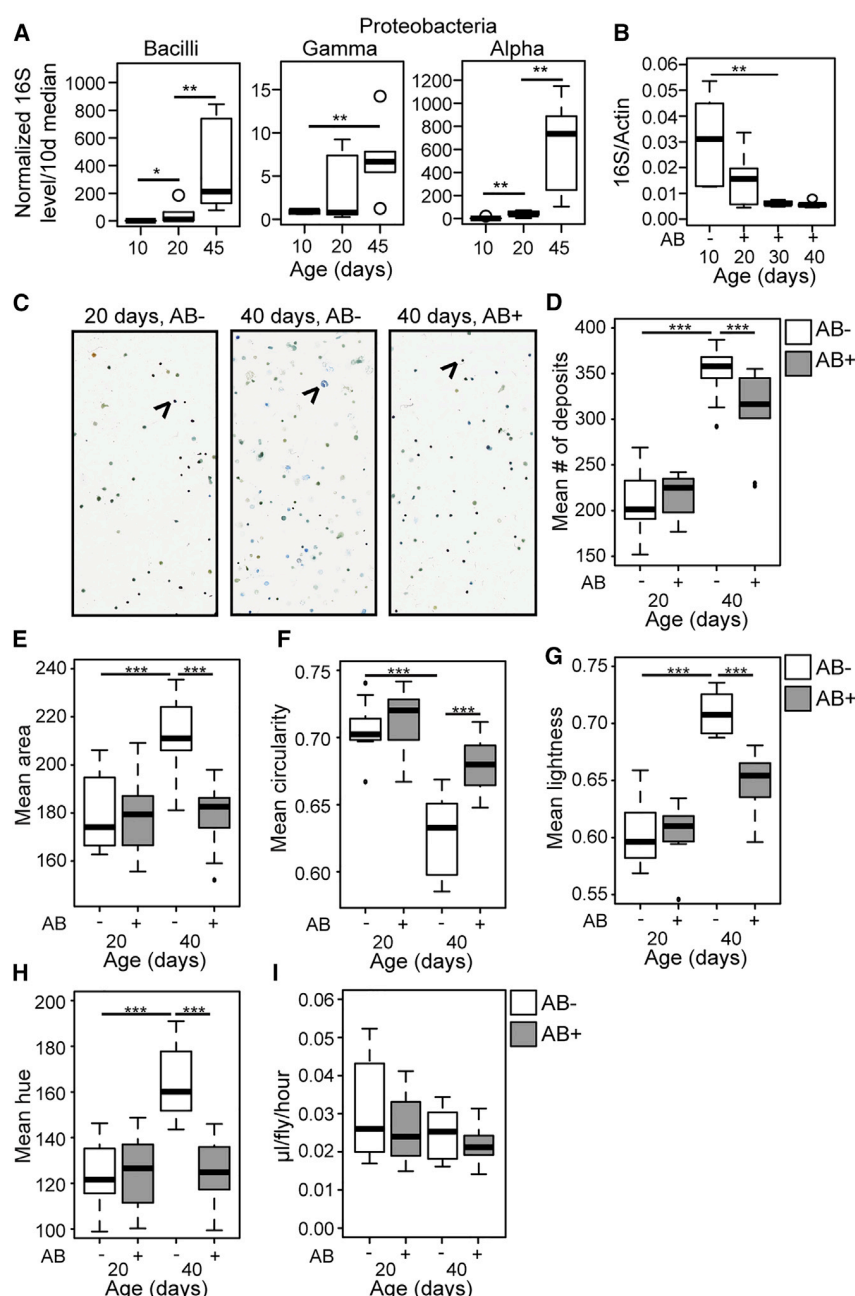 A
Proteobacteria
Bacilli
Gamma
Alpha
Normalized 16S
level/10d median
1000
800
600
400
200
0
*
**
10 20 45
15
10
5
0
**
10 20 45
1200
1000
800
600
400
200
0
**
**
10 20 45
Age (days)
B
16S/Actin
0.06
0.05
0.04
0.03
0.02
0.01
0.00
**
AB - + + +
10 20 30 40
Age (days)
C
20 days, AB-
40 days, AB-
40 days, AB+
D
Mean # of deposits
400
350
300
250
200
150
***
***
AB - + - +
20 40
Age (days)
AB-
AB+
E
Mean area
240
220
200
180
160
***
***
AB - + - +
20 40
Age (days)
F
Mean circularity
0.75
0.70
0.65
0.60
***
***
- + - +
20 40
Age (days)
G
Mean lightness
0.75
0.70
0.65
0.60
0.55
***
***
AB - + - +
20 40
Age (days)
AB-
AB+
H
Mean hue
200
180
160
140
120
100
***
***
AB - + - +
20 40
Age (days)
I
µl/fly/hour
0.06
0.05
0.04
0.03
0.02
0.01
0.00
AB - + - +
20 40
Age (days)
AB-
AB+